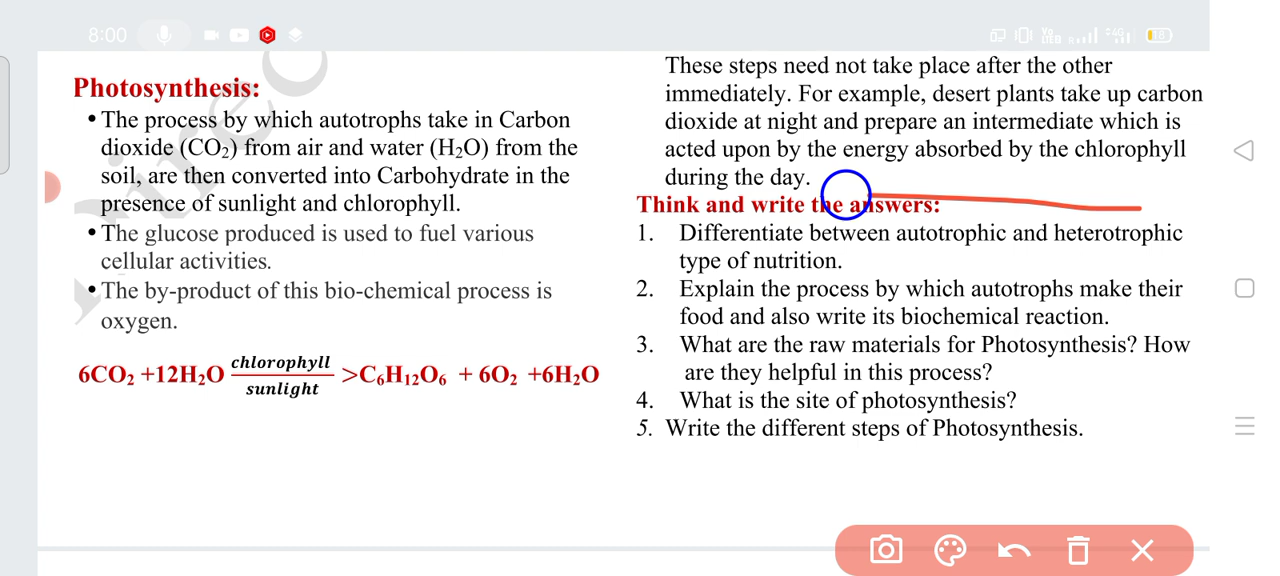 8:00
Photosynthesis:
• The process by which autotrophs take in Carbon
dioxide (CO₂) from air and water (H₂O) from the
soil, are then converted into Carbohydrate in the
presence of sunlight and chlorophyll.
• The glucose produced is used to fuel various
cellular activities.
• The by-product of this bio-chemical process is
oxygen.
6CO₂ +12H₂O chlorophyll/sunlight >C₆H₁₂O₆ + 6O₂ +6H₂O
These steps need not take place after the other
immediately. For example, desert plants take up carbon
dioxide at night and prepare an intermediate which is
acted upon by the energy absorbed by the chlorophyll
during the day.
Think and write the answers:
1. Differentiate between autotrophic and heterotrophic
type of nutrition.
2. Explain the process by which autotrophs make their
food and also write its biochemical reaction.
3. What are the raw materials for Photosynthesis? How
are they helpful in this process?
4. What is the site of photosynthesis?
5. Write the different steps of Photosynthesis.